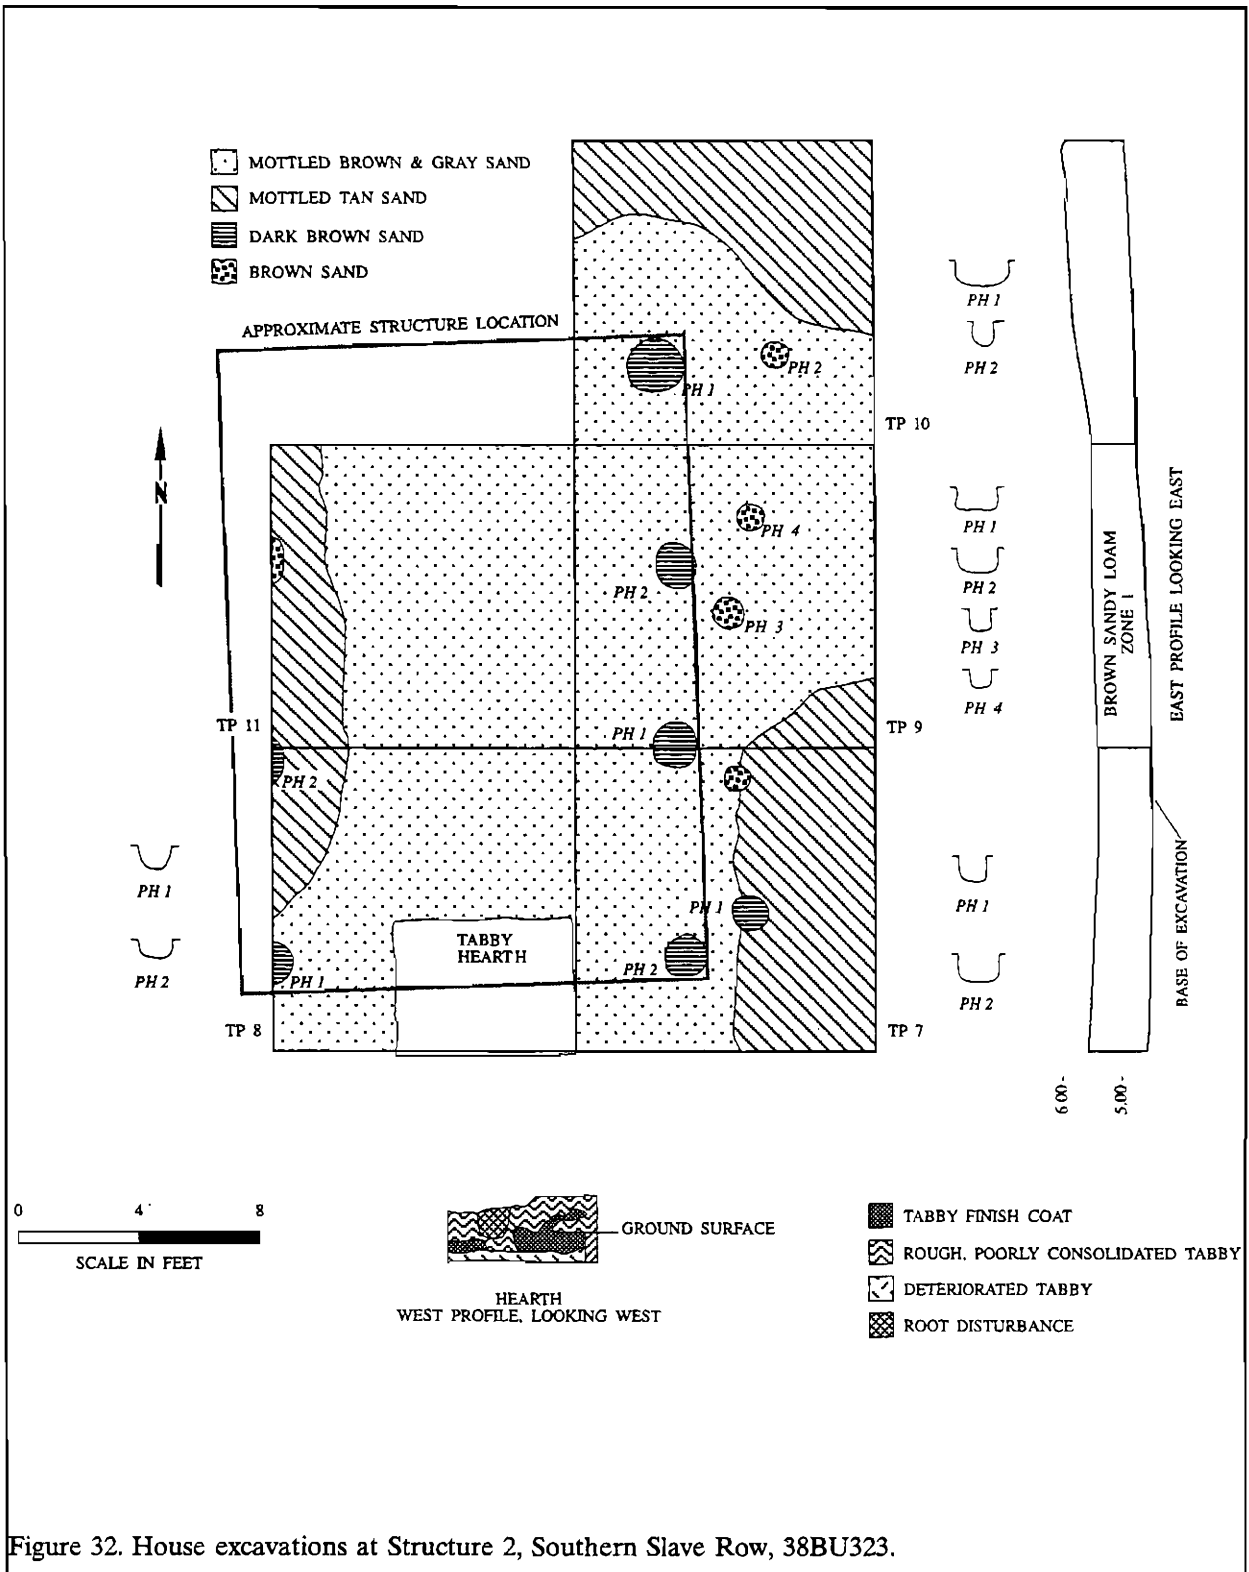 MOTTLED BROWN & GRAY SAND
MOTTLED TAN SAND
DARK BROWN SAND
BROWN SAND
APPROXIMATE STRUCTURE LOCATION
N
PH 1
PH 2
TP 10
PH 4
PH 2
PH 3
TP 11
PH 1
TP 9
PH 2
PH 1
TABBY
HEARTH
PH 2
PH 1
TP 8
TP 7
PH 1
PH 2
PH 1
PH 2
PH 1
PH 2
PH 3
PH 4
PH 1
PH 2
BROWN SANDY LOAM
ZONE 1
EAST PROFILE LOOKING EAST
BASE OF EXCAVATION
6.00 -
5.00 -
0 4' 8
SCALE IN FEET
GROUND SURFACE
HEARTH
WEST PROFILE, LOOKING WEST
TABBY FINISH COAT
ROUGH, POORLY CONSOLIDATED TABBY
DETERIORATED TABBY
ROOT DISTURBANCE
Figure 32. House excavations at Structure 2, Southern Slave Row, 38BU323.